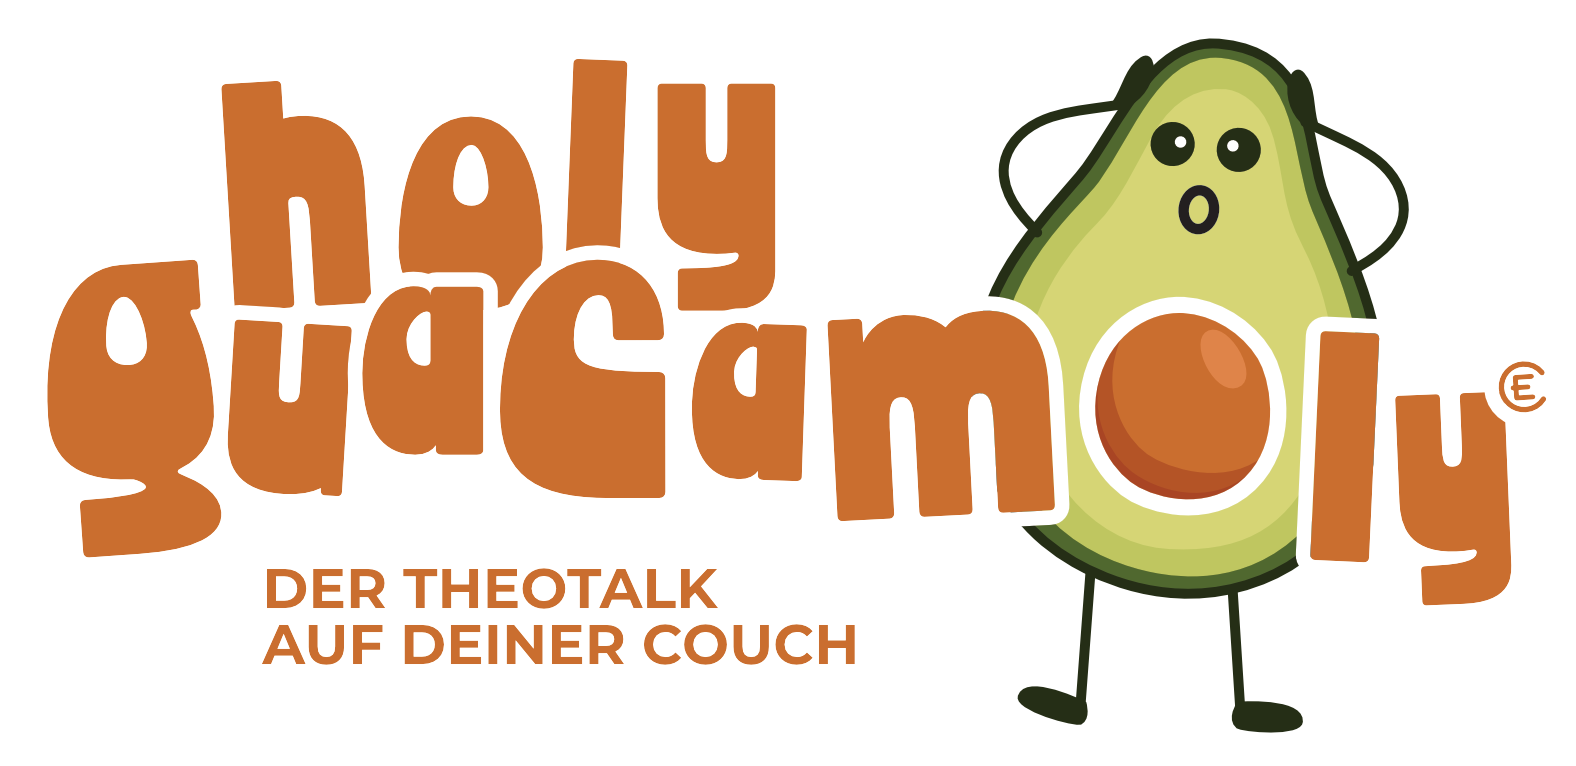 holy
guacamoly
DER THEOTALK
AUF DEINER COUCH